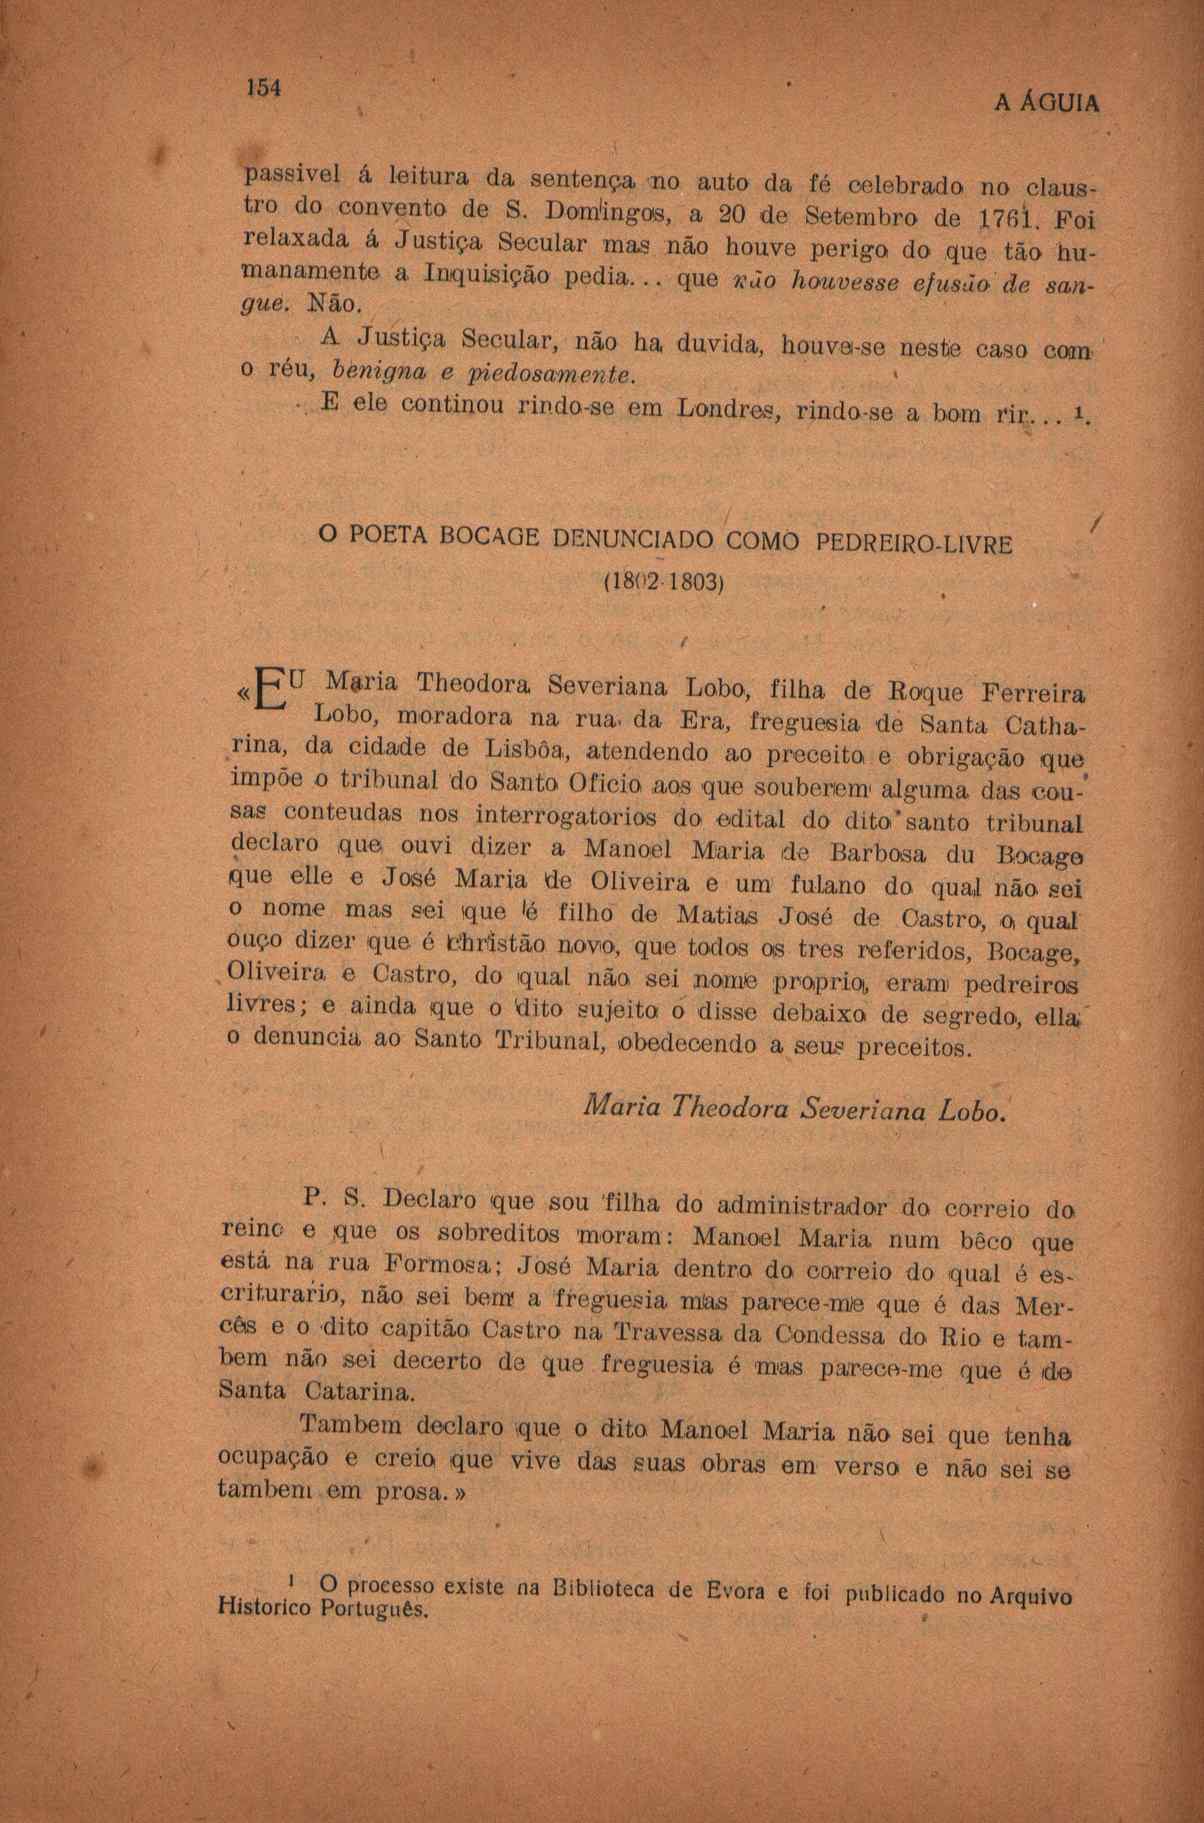 154
A ÁGUIA
passivel á leitura da sentença no auto da fé celebrado no claus-
tro do convento de S. Domingos, a 20 de Setembro de 1761. Foi
relaxada á Justiça Secular mas não houve perigo do que tão hu-
manamente a Inquisição pedia... que não houvesse efusão de san-
gue. Não.
A Justiça Secular, não ha duvida, houve-se neste caso com
o réu, benigna e piedosamente.
E ele continou rindo-se em Londres, rindo-se a bom rir... ¹.
O POETA BOCAGE DENUNCIADO COMO PEDREIRO-LIVRE
(1802-1803)
«EU Maria Theodora Severiana Lobo, filha de Roque Ferreira
Lobo, moradora na rua da Era, freguesia de Santa Catha-
rina, da cidade de Lisbôa, atendendo ao preceito e obrigação que
impõe o tribunal do Santo Oficio aos que souberem alguma das cou-
sas conteudas nos interrogatorios do edital do dito santo tribunal
declaro que ouvi dizer a Manoel Maria de Barbosa du Bocage
que elle e José Maria de Oliveira e um fulano do qual não sei
o nome mas sei que é filho de Matias José de Castro, o qual
ouço dizer que é christão novo, que todos os tres referidos, Bocage,
Oliveira e Castro, do qual não sei nome proprio, eram pedreiros
livres; e ainda que o dito sujeito o disse debaixo de segredo, ella
o denuncia ao Santo Tribunal, obedecendo a seus preceitos.
Maria Theodora Severiana Lobo.
P. S. Declaro que sou filha do administrador do correio do
reino e que os sobreditos moram: Manoel Maria num bêco que
está na rua Formosa; José Maria dentro do correio do qual é es-
criturario, não sei bem a freguesia mas parece-me que é das Mer-
cês e o dito capitão Castro na Travessa da Condessa do Rio e tam-
bem não sei decerto de que freguesia é mas parece-me que é de
Santa Catarina.
Tambem declaro que o dito Manoel Maria não sei que tenha
ocupação e creio que vive das suas obras em verso e não sei se
tambem em prosa.»
¹ O processo existe na Biblioteca de Evora e foi publicado no Arquivo
Historico Português.